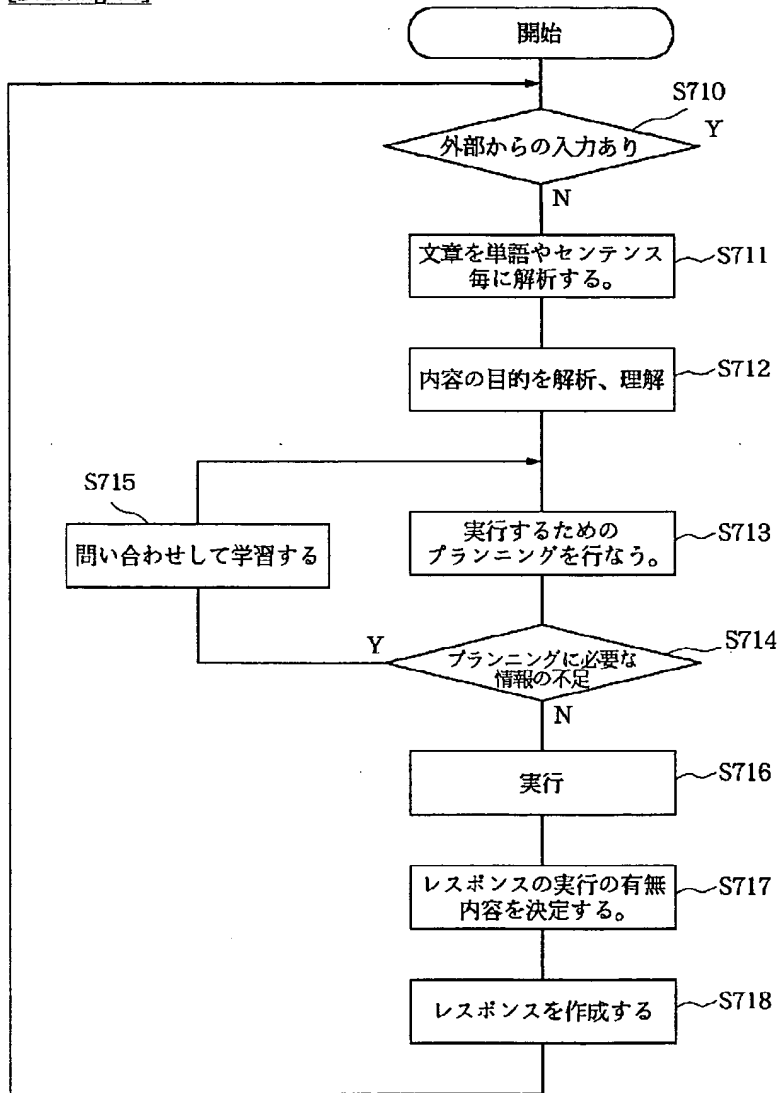 開始
S710
外部からの入力あり
Y
N
文章を単語やセンテンス
毎に解析する。
S711
内容の目的を解析、理解
S712
S715
問い合わせして学習する
実行するための
プランニングを行なう。
S713
S714
Y
プランニングに必要な
情報の不足
N
実行
S716
レスポンスの実行の有無
内容を決定する。
S717
レスポンスを作成する
S718